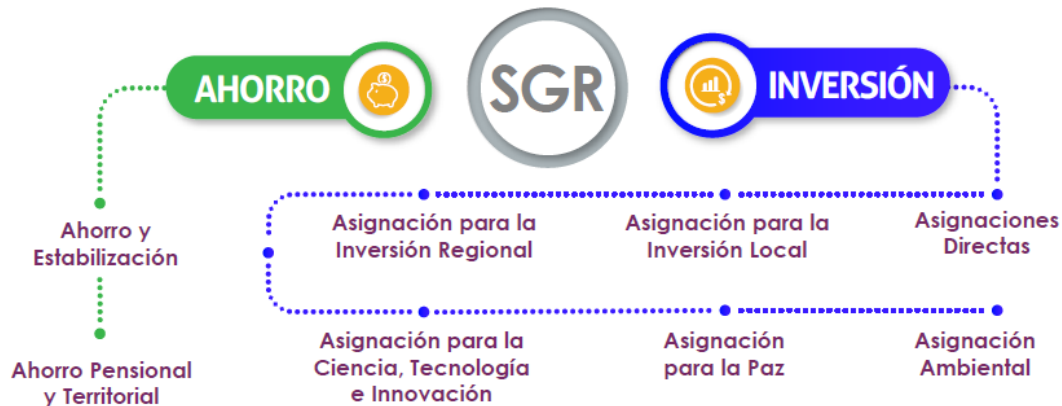 AHORRO
SGR
INVERSIÓN
$
$
Ahorro y
Estabilización
Asignación para la
Inversión Regional
Asignación para la
Inversión Local
Asignaciones
Directas
Ahorro Pensional
y Territorial
Asignación para la
Ciencia, Tecnología
e Innovación
Asignación
para la Paz
Asignación
Ambiental